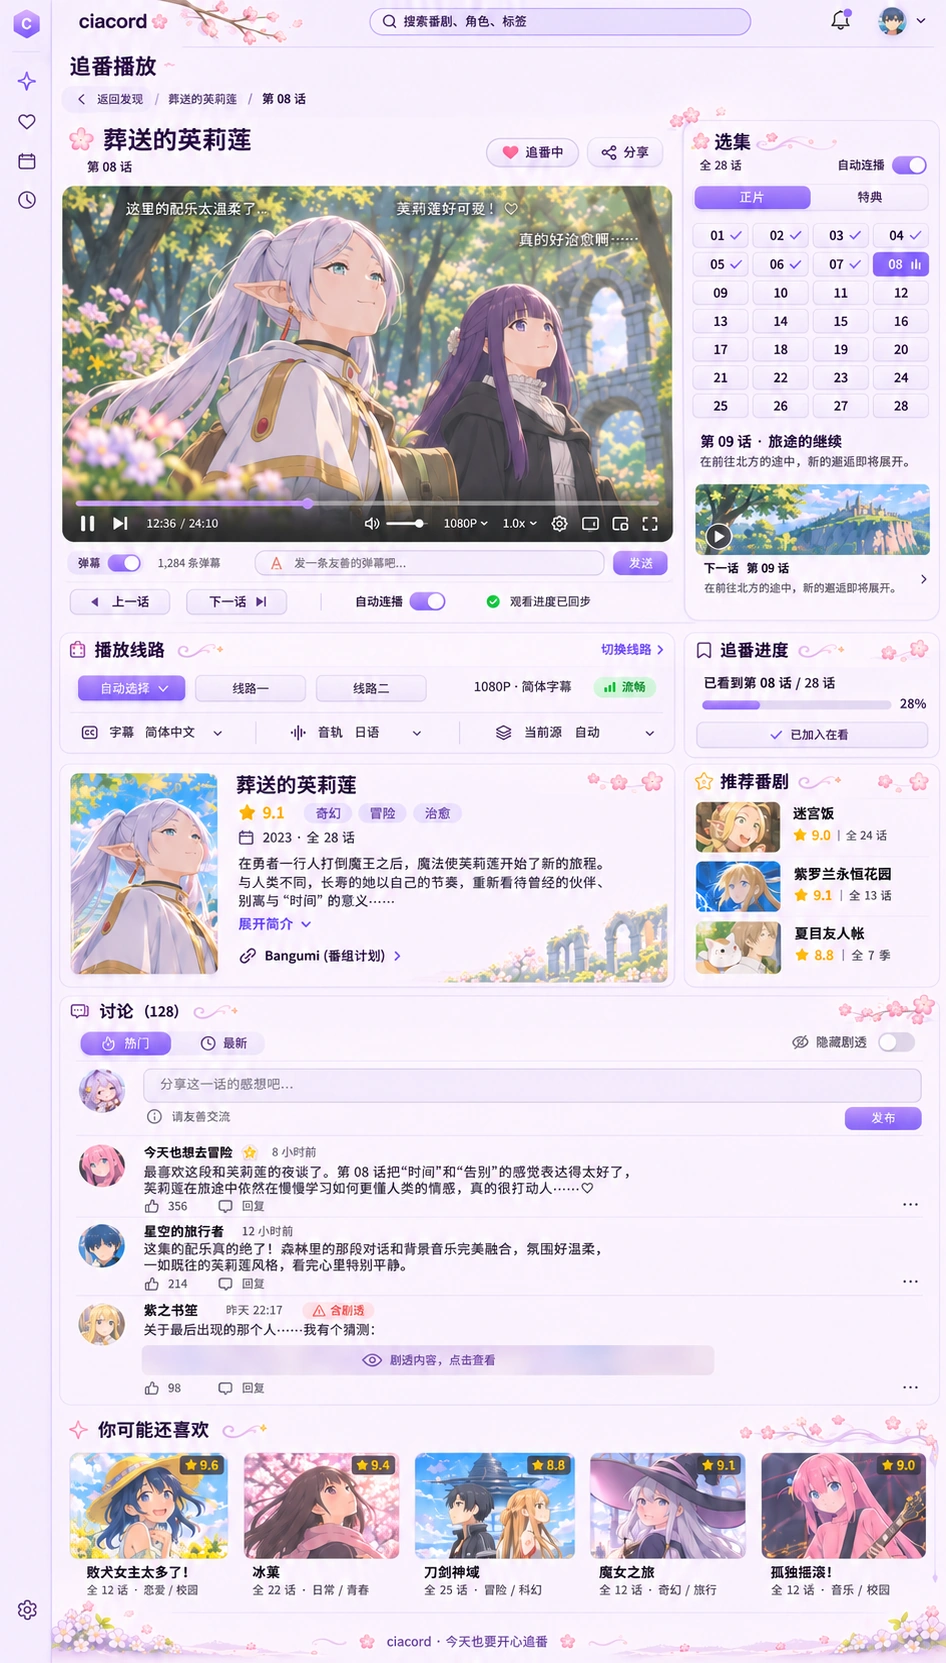 C
ciacord
搜索番剧、角色、标签
追番播放
返回发现 / 葬送的芙莉莲 / 第 08 话
葬送的芙莉莲
第 08 话
追番中
分享
这里的配乐太温柔了...
芙莉莲好可爱！♡
真的好治愈啊······
12:36 / 24:10
1080P
1.0x
弹幕
1,284 条弹幕
发一条友善的弹幕吧...
发送
上一话
下一话
自动连播
观看进度已回步
选集
全 28 话
自动连播
正片
特典
01 02 03 04
05 06 07 08
09 10 11 12
13 14 15 16
17 18 19 20
21 22 23 24
25 26 27 28
第 09 话 · 旅途的继续
在前往北方的途中，新的邂逅即将展开。
下一话 第 09 话
在前往北方的途中，新的邂逅即将展开。
播放线路
切换线路
自动选择
线路一
线路二
1080P · 简体字幕
流畅
字幕 简体中文
音轨 日语
当前源 自动
追番进度
已看到第 08 话 / 28 话
28%
已加入在看
葬送的芙莉莲
9.1
奇幻
冒险
治愈
2023 · 全 28 话
在勇者一行人打倒魔王之后，魔法使芙莉莲开始了新的旅程。
与人类不同，长寿的她以自己的节奏，重新看待曾经的伙伴、
别离与 “时间” 的意义······
展开简介
Bangumi (番组计划)
推荐番剧
迷宫饭
9.0 | 全 24 话
紫罗兰永恒花园
9.1 | 全 13 话
夏目友人帐
8.8 | 全 7 季
讨论（128）
热门
最新
隐藏剧透
分享这一话的感想吧...
请友善交流
发布
今天也想去冒险 8 小时前
最喜欢这段和芙莉莲的夜谈了。第 08 话把“时间”和“告别”的感觉表达得太好了，
芙莉莲在旅途中依然在慢慢学习如何更懂人类的情感，真的很打动人······♡
356 回复
星空的旅行者 12 小时前
这集的配乐真的绝了！森林里的那段对话和背景音乐完美融合，氛围好温柔，
一如既往的芙莉莲风格，看完心里特别平静。
214 回复
紫之书笙 昨天 22:17 含剧透
关于最后出现的那个人······我有个猜测：
剧透内容，点击查看
98 回复
你可能还喜欢
9.6
9.4
8.8
9.1
9.0
败犬女主太多了！
全 12 话 · 恋爱 / 校园
冰菓
全 22 话 · 日常 / 青春
刀剑神域
全 25 话 · 冒险 / 科幻
魔女之旅
全 12 话 · 奇幻 / 旅行
孤独摇滚！
全 12 话 · 音乐 / 校园
ciacord · 今天也要开心追番